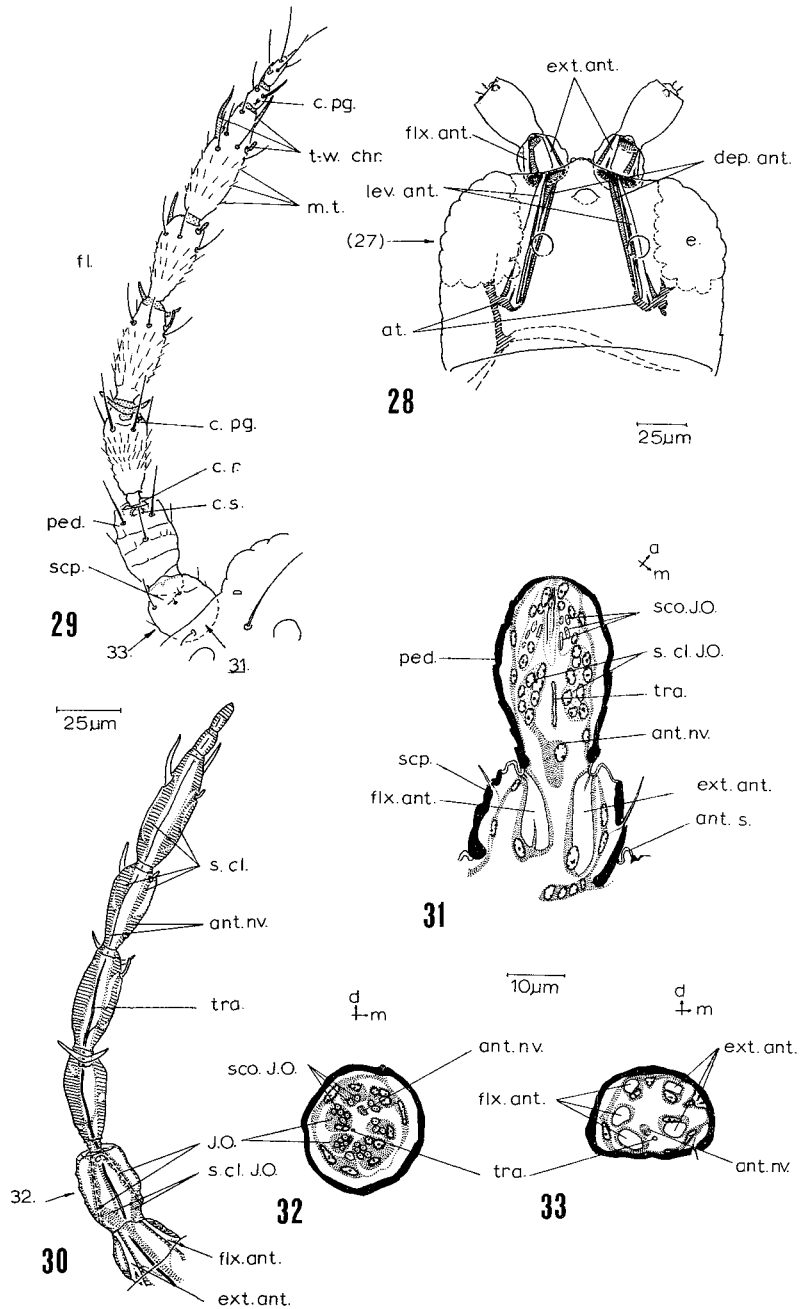 c. pg.
t-w. chr.
m.t.
fl.
c. pg.
c. r.
c. s.
ped.
scp.
29
33.
31.
ext. ant.
flx. ant.
dep. ant.
lev. ant.
(27)
e.
at.
28
25µm
25µm
s. cl.
ant. nv.
tra.
J.O.
s. cl. J.O.
32.
30
flx. ant.
ext. ant.
a
m
sco. J.O.
ped.
s. cl. J.O.
tra.
ant. nv.
scp.
flx. ant.
ext. ant.
ant. s.
31
10µm
d
m
sco. J.O.
ant. nv.
tra.
32
d
m
ext. ant.
flx. ant.
ant. nv.
33